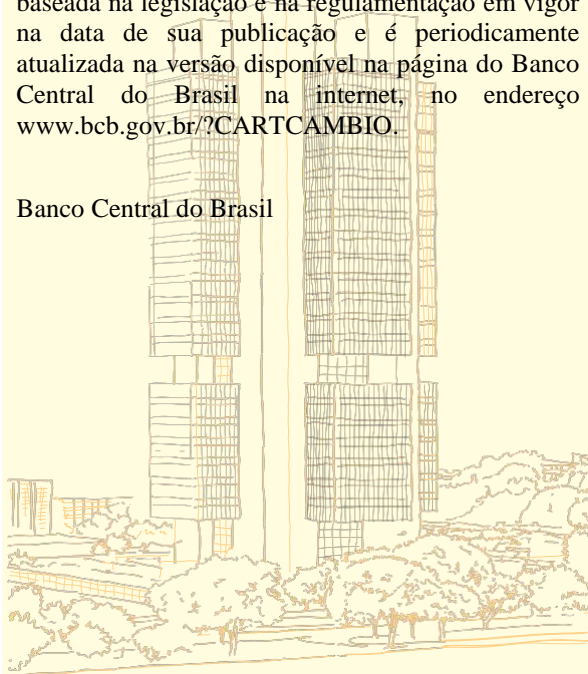 baseada na legislação e na regulamentação em vigor
na data de sua publicação e é periodicamente
atualizada na versão disponível na página do Banco
Central do Brasil na internet, no endereço
www.bcb.gov.br/?CARTCAMBIO.
Banco Central do Brasil